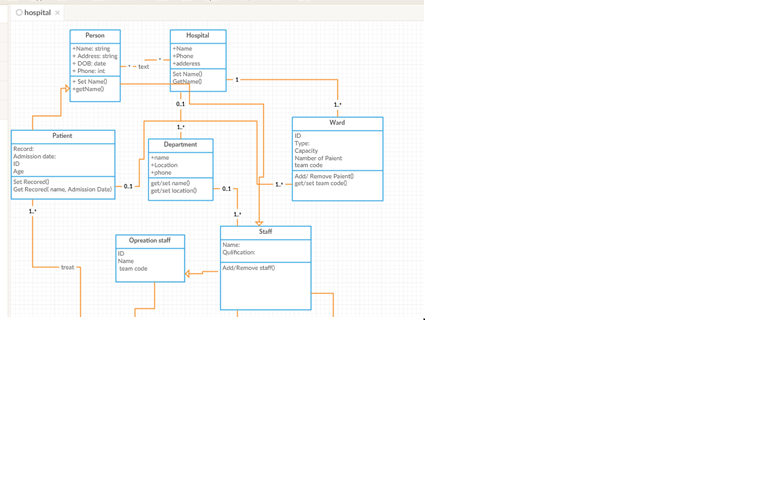 hospital ×
Person
+Name: string
+ Address: string
+ DOB: date
+ Phone: int
+ Set Name()
+getName()
* text *
Hospital
+Name
+Phone
+adderess
Set Name()
GetName()
1
1..*
0.1
1..*
Ward
ID
Type:
Capacity
Nanber of Paient
team code
Add/ Remove Paient()
get/set team code()
Patient
Record:
Admission date:
ID
Age
Set Recored()
Get Recored( name, Admission Date)
0..1
Department
+name
+Location
+phone
get/set name()
get/set location()
0..1
1..*
1..*
1..*
Staff
Name:
Qulification:
Add/Remove staff()
Opreation staff
ID
Name
team code
treat